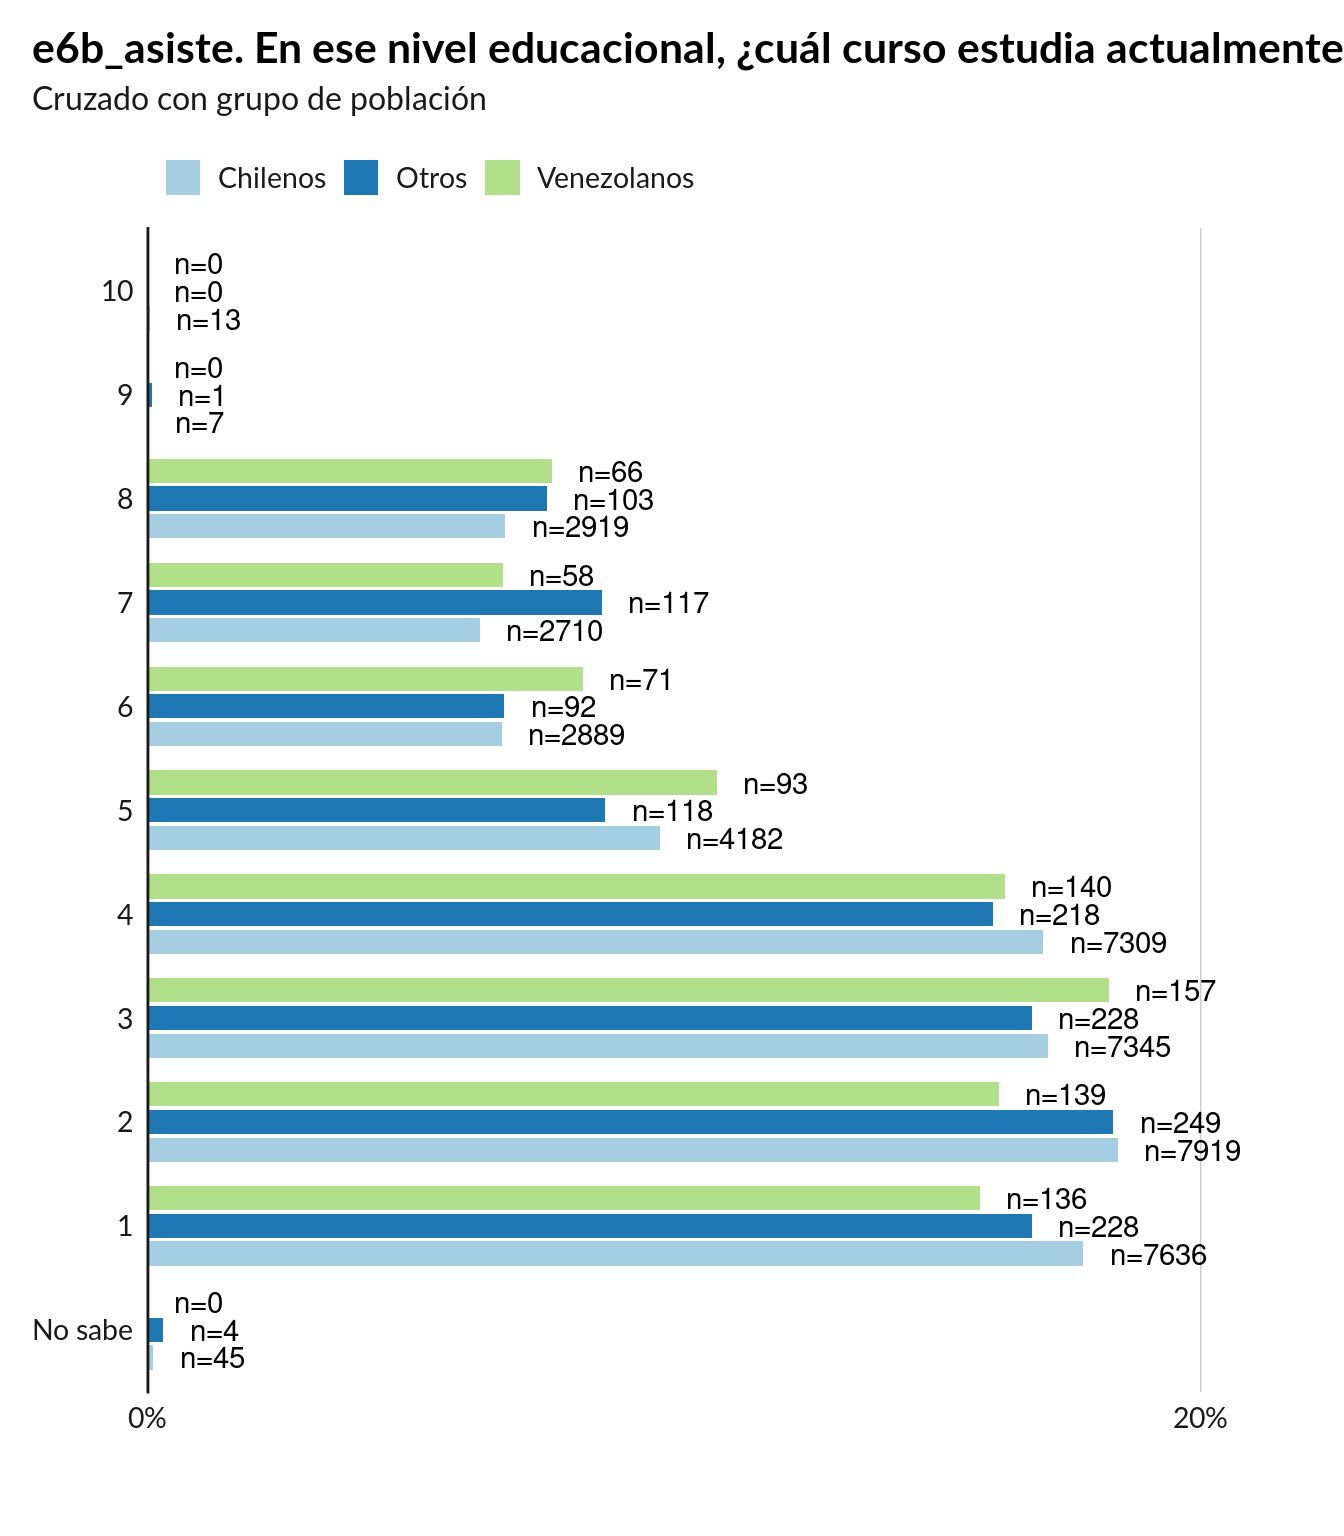 e6b_asiste. En ese nivel educacional, ¿cuál curso estudia actualmente
Cruzado con grupo de población
Chilenos Otros Venezolanos
n=0
10 n=0
n=13
n=0
9 n=1
n=7
n=66
8 n=103
n=2919
n=58
7 n=117
n=2710
n=71
6 n=92
n=2889
n=93
5 n=118
n=4182
n=140
4 n=218
n=7309
n=157
3 n=228
n=7345
n=139
2 n=249
n=7919
n=136
1 n=228
n=7636
n=0
No sabe n=4
n=45
0% 20%